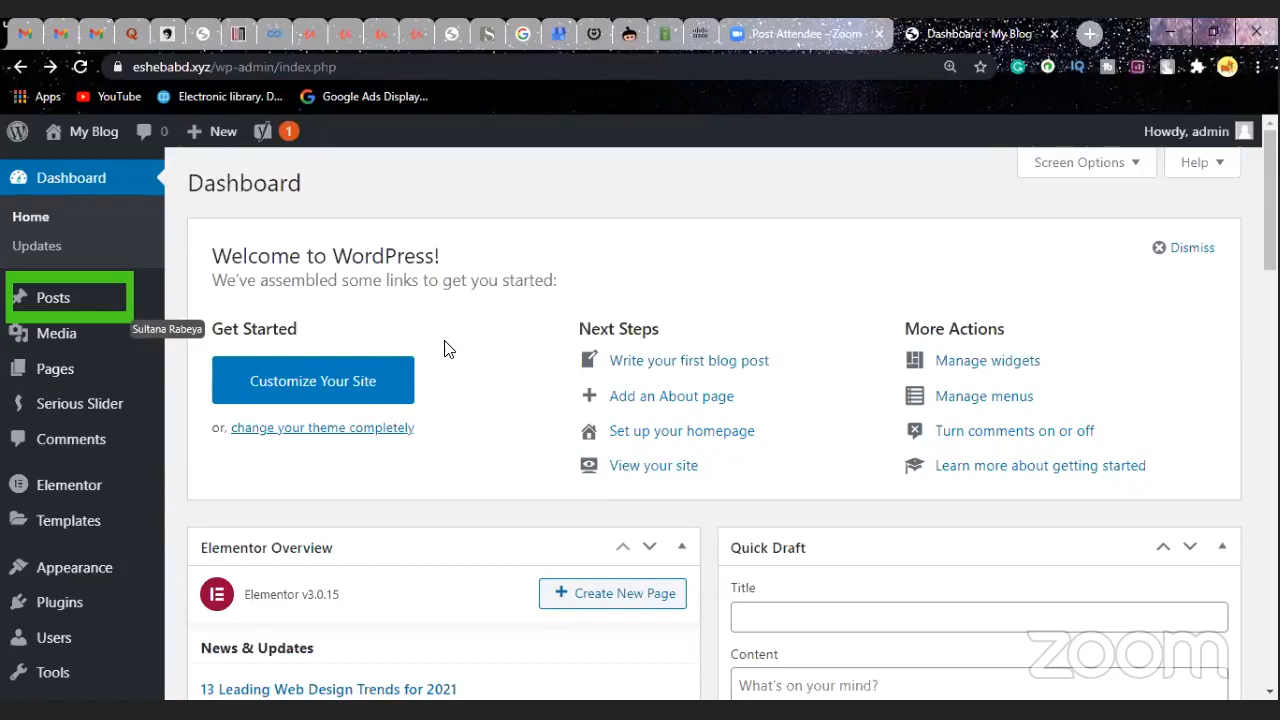 Post Attendee - Zoom
Dashboard ‹ My Blog
eshebabd.xyz/wp-admin/index.php
Apps
YouTube
Electronic library. D...
Google Ads Display...
My Blog
0
New
1
Howdy, admin
Dashboard
Home
Updates
Posts
Sultana Rabeya
Media
Pages
Serious Slider
Comments
Elementor
Templates
Appearance
Plugins
Users
Tools
Screen Options
Help
Dashboard
Welcome to WordPress!
We've assembled some links to get you started:
Dismiss
Get Started
Customize Your Site
or, change your theme completely
Next Steps
Write your first blog post
Add an About page
Set up your homepage
View your site
More Actions
Manage widgets
Manage menus
Turn comments on or off
Learn more about getting started
Elementor Overview
Elementor v3.0.15
Create New Page
News & Updates
13 Leading Web Design Trends for 2021
Quick Draft
Title
Content
What's on your mind?
zoom